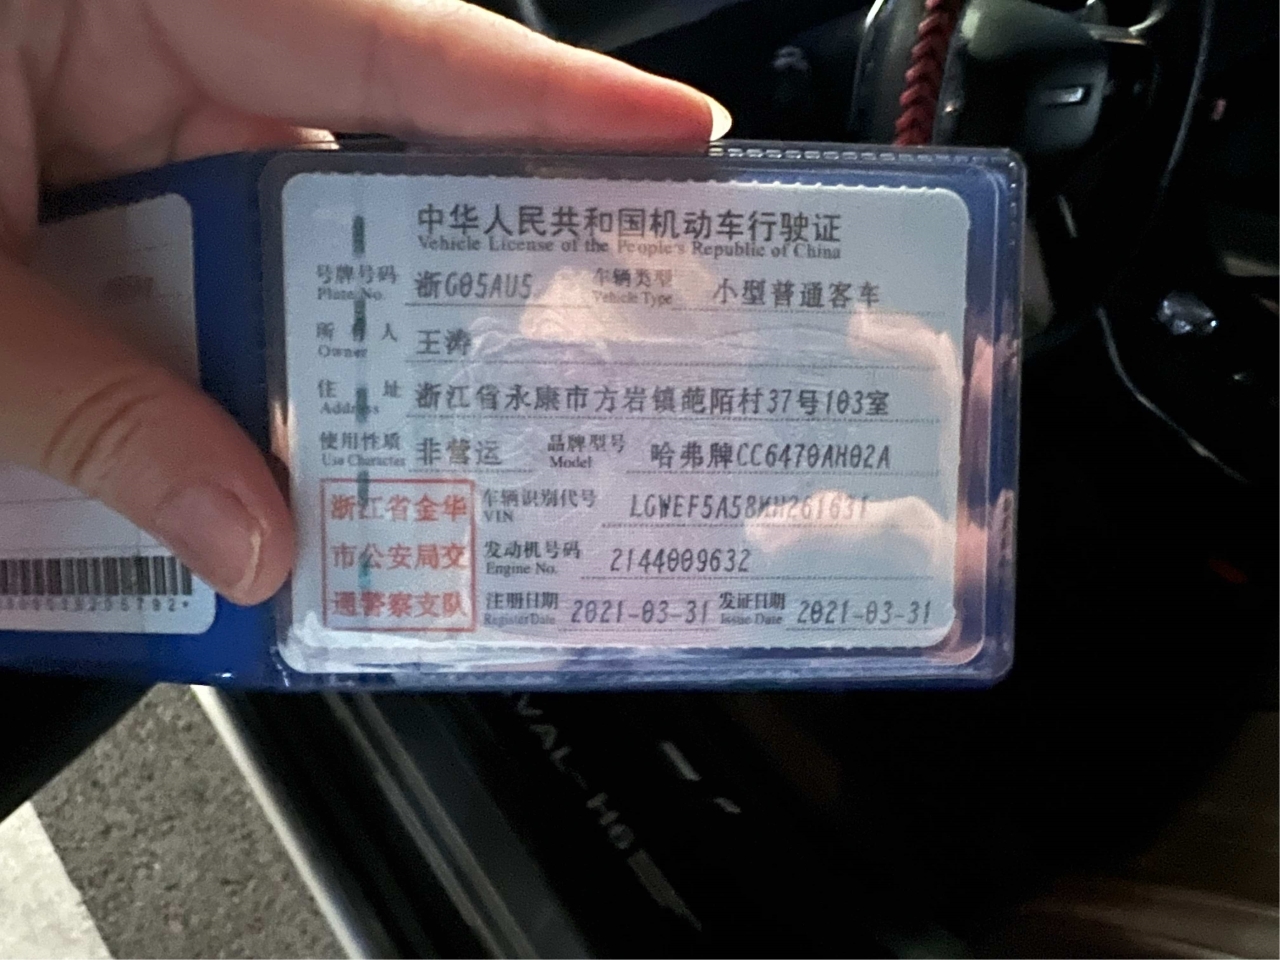 中华人民共和国机动车行驶证
Vehicle License of the People's Republic of China
号牌号码 浙G05AU5 车辆类型 小型普通客车
Plate No. Vehicle Type
所有人 王涛
Owner
住址 浙江省永康市方岩镇葩陌村37号103室
Address
使用性质 非营运 品牌型号 哈弗牌CC6470AH02A
Use Character Model
浙江省金华
市公安局交
通警察支队
车辆识别代号 LGWEF5A58MH261631
VIN
发动机号码 2144009632
Engine No.
注册日期 2021-03-31 发证日期 2021-03-31
Register Date Issue Date
VAL-H6